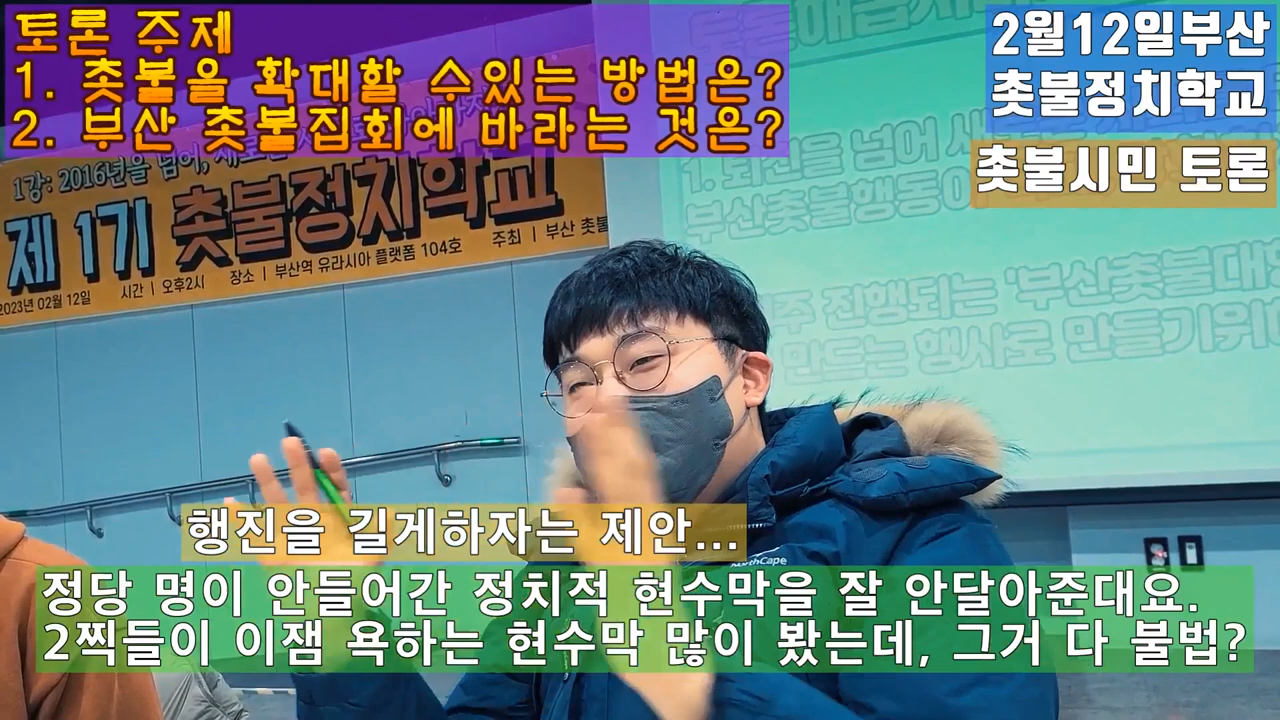 토론 주제
1. 촛불을 확대할 수있는 방법은?
2. 부산 촛불집회에 바라는 것은?
2월12일부산
촛불정치학교
촛불시민 토론
1강: 2016년을 넘어,
제 1기 촛불정치학교
2023년 02월 12일 시간 | 오후2시 장소 | 부산역 유라시아 플랫폼 104호 주최 | 부산 촛불
1. 퇴진을 넘어
부산촛불행동이
진행되는 '부산촛불대
만드는 행사로 만들기위
행진을 길게하자는 제안...
정당 명이 안들어간 정치적 현수막을 잘 안달아준대요.
2찍들이 이잼 욕하는 현수막 많이 봤는데, 그거 다 불법?